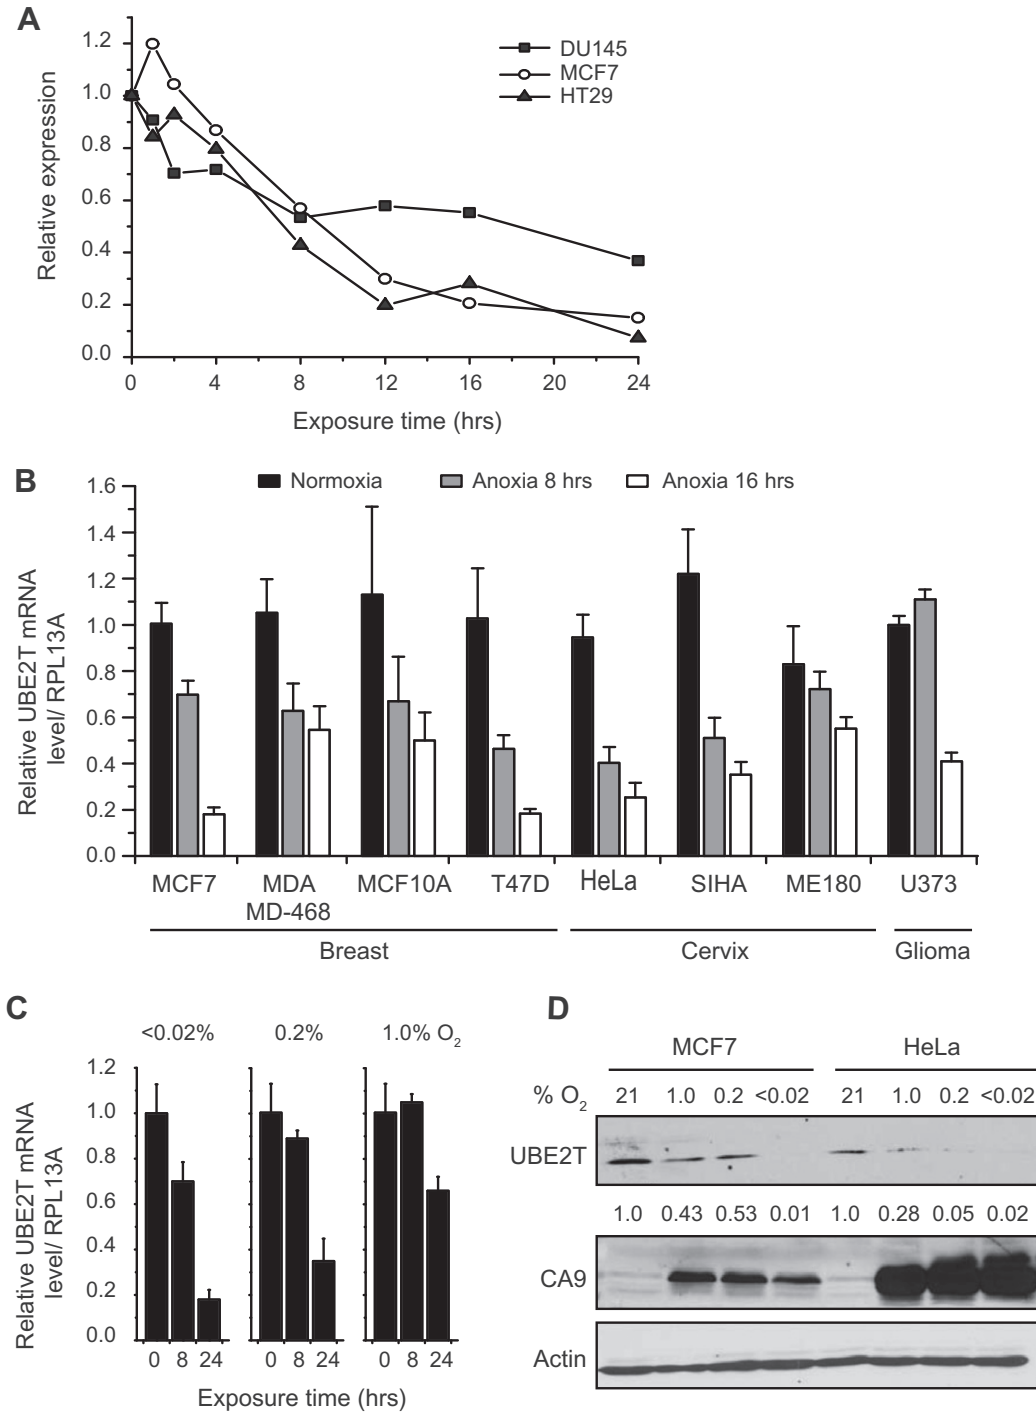 A
1.2
1.0
0.8
0.6
0.4
0.2
0.0
Relative expression
DU145
MCF7
HT29
0 4 8 12 16 20 24
Exposure time (hrs)
B
Normoxia Anoxia 8 hrs Anoxia 16 hrs
1.6
1.4
1.2
1.0
0.8
0.6
0.4
0.2
0.0
Relative UBE2T mRNA
level/ RPL13A
MCF7 MDA MCF10A T47D HeLa SIHA ME180 U373
MD-468
Breast Cervix Glioma
C
<0.02% 0.2% 1.0% O2
1.2
1.0
0.8
0.6
0.4
0.2
0.0
Relative UBE2T mRNA
level/ RPL13A
0 8 24 0 8 24 0 8 24
Exposure time (hrs)
D
MCF7 HeLa
% O2 21 1.0 0.2 <0.02 21 1.0 0.2 <0.02
UBE2T
1.0 0.43 0.53 0.01 1.0 0.28 0.05 0.02
CA9
Actin